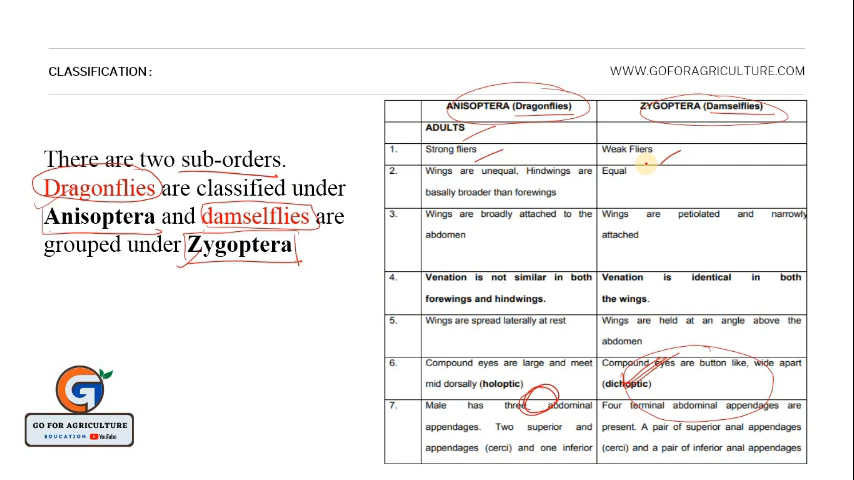 CLASSIFICATION :
WWW.GOFORAGRICULTURE.COM
There are two sub-orders.
Dragonflies are classified under
Anisoptera and damselflies are
grouped under Zygoptera
GO FOR AGRICULTURE
EDUCATION YouTube
ANISOPTERA (Dragonflies)
ZYGOPTERA (Damselflies)
ADULTS
1.
Strong fliers
Weak Fliers
2.
Wings are unequal, Hindwings are
basally broader than forewings
Equal
3.
Wings are broadly attached to the
abdomen
Wings are petiolated and narrowly
attached
4.
Venation is not similar in both
forewings and hindwings.
Venation is identical in both
the wings.
5.
Wings are spread laterally at rest
Wings are held at an angle above the
abdomen
6.
Compound eyes are large and meet
mid dorsally (holoptic)
Compound eyes are button like, wide apart
(dichoptic)
7.
Male has three abdominal
appendages. Two superior and
appendages (cerci) and one inferior
Four terminal abdominal appendages are
present. A pair of superior anal appendages
(cerci) and a pair of inferior anal appendages